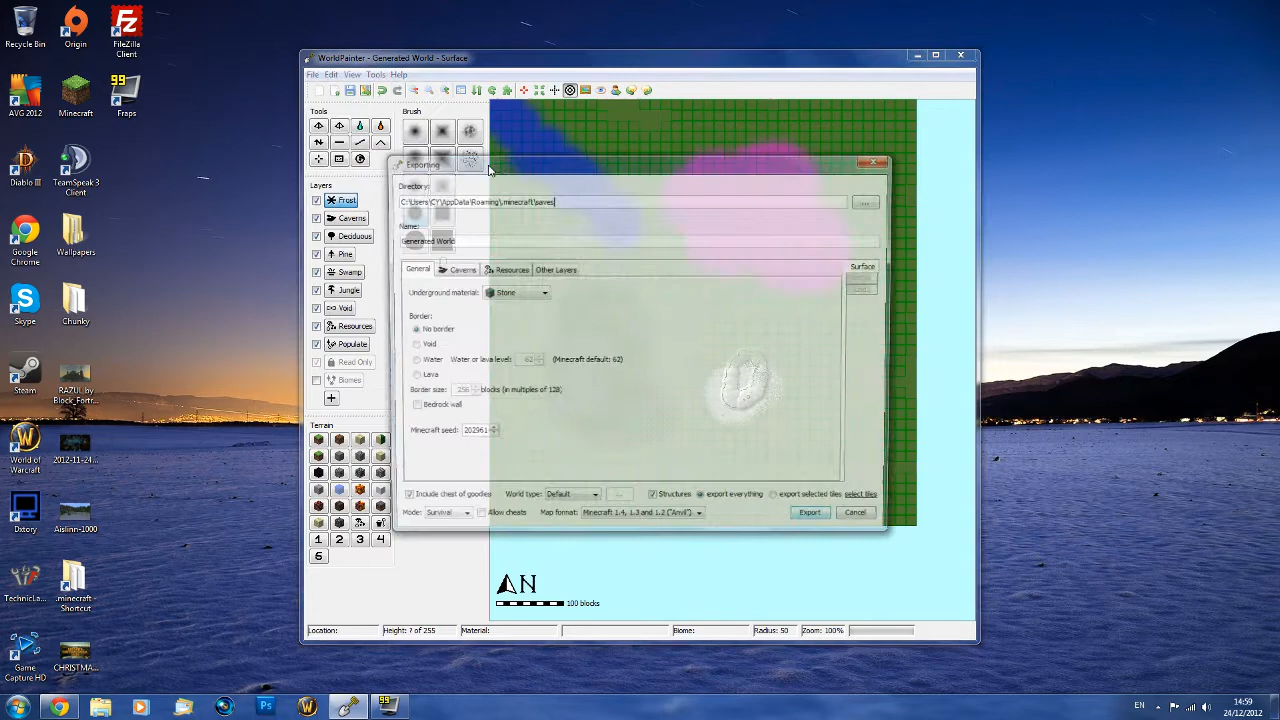 Recycle Bin
Origin
FileZilla Client
AVG 2012
Minecraft
Fraps
Diablo III
TeamSpeak 3 Client
Google Chrome
Wallpapers
Skype
Chunky
Steam
RAZUL by Block_Fortr...
World of Warcraft
2012-11-24...
Dxtory
Aislinn-1000
TechnicLa...
.minecraft - Shortcut
Game Capture HD
CHRISTMA...
WorldPainter - Generated World - Surface
File Edit View Tools Help
Tools
Brush
Layers
Frost
Caverns
Deciduous
Pine
Swamp
Jungle
Void
Resources
Populate
Read Only
Biomes
Terrain
1 2 3 4
6
Exporting
Directory:
C:\Users\CY\AppData\Roaming\.minecraft\saves
...
Name:
Generated World
General Caverns Resources Other Layers
Surface
Underground material: Stone
Border:
No border
Void
Water Water or lava level: 62 (Minecraft default: 62)
Lava
Border size: 256 blocks (in multiples of 128)
Bedrock wall
Minecraft seed: 202961
Include chest of goodies World type: Default ... Structures export everything export selected tiles select tiles
Mode: Survival Allow cheats Map format: Minecraft 1.4, 1.3 and 1.2 ("Anvil") Export Cancel
N
100 blocks
Location: Height: ? of 255 Material: Biome: Radius: 50 Zoom: 100%
99
EN
14:59
24/12/2012